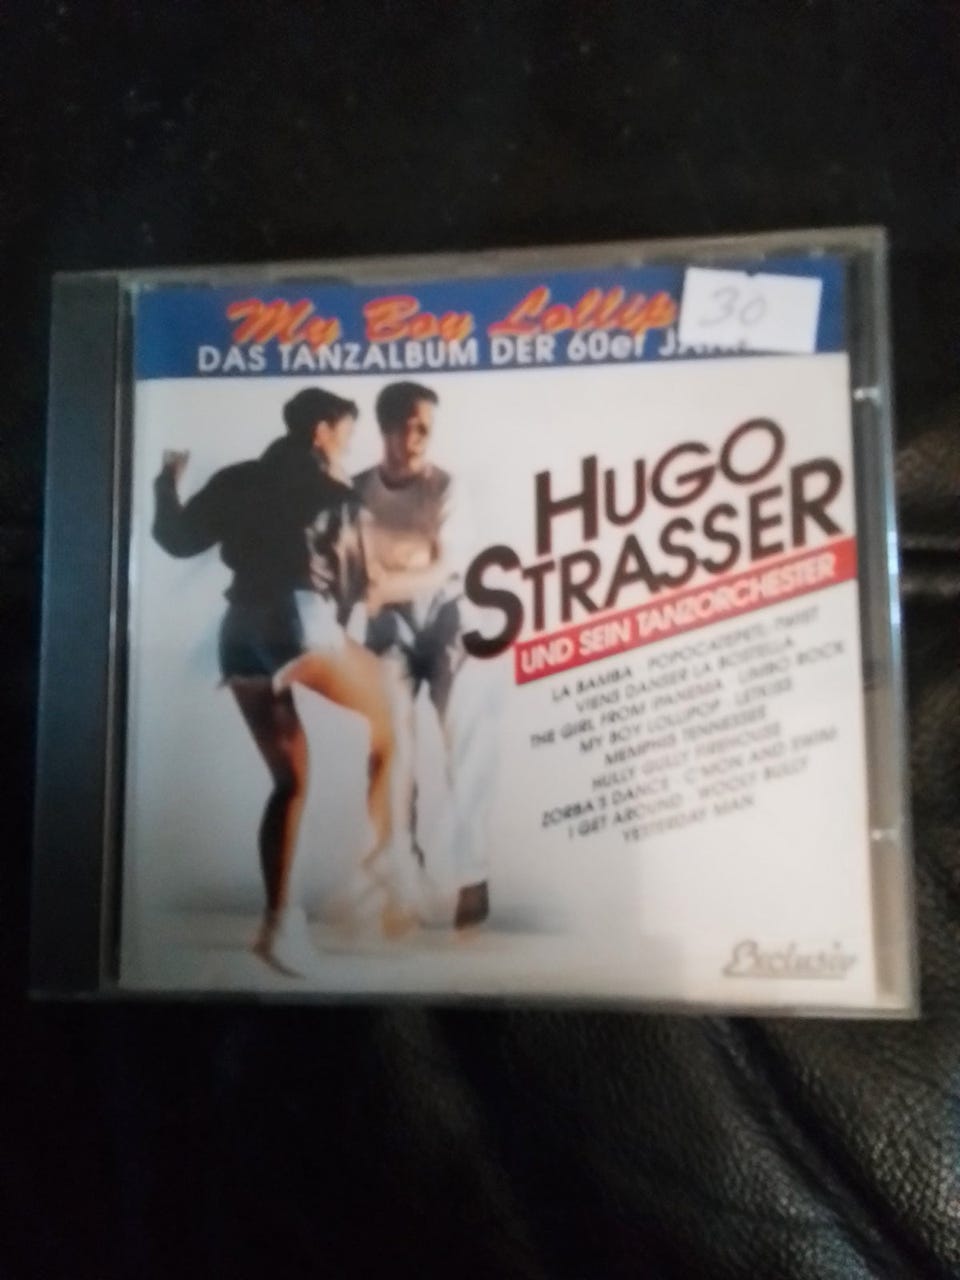 My Boy Lollip
30
DAS TANZALBUM DER 60er JAH
HUGO
STRASSER
UND SEIN TANZORCHESTER
LA BAMBA · POPOCATEPETL-TWIST
VIENS DANSER LA BOSTELLA
THE GIRL FROM IPANEMA · LIMBO ROCK
MY BOY LOLLIPOP · LETKISS
MEMPHIS TENNESSEE
HULLY GULLY FIREHOUSE
ZORBA'S DANCE · C'MON AND SWIM
I GET AROUND · WOOLY BULLY
YESTERDAY MAN
Exclusiv